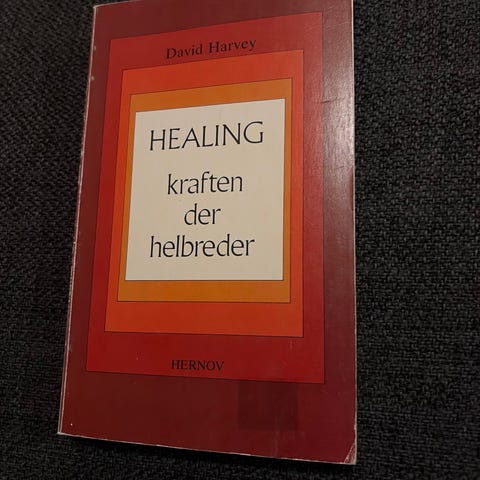 David Harvey
HEALING
kraften
der
helbreder
HERNOV